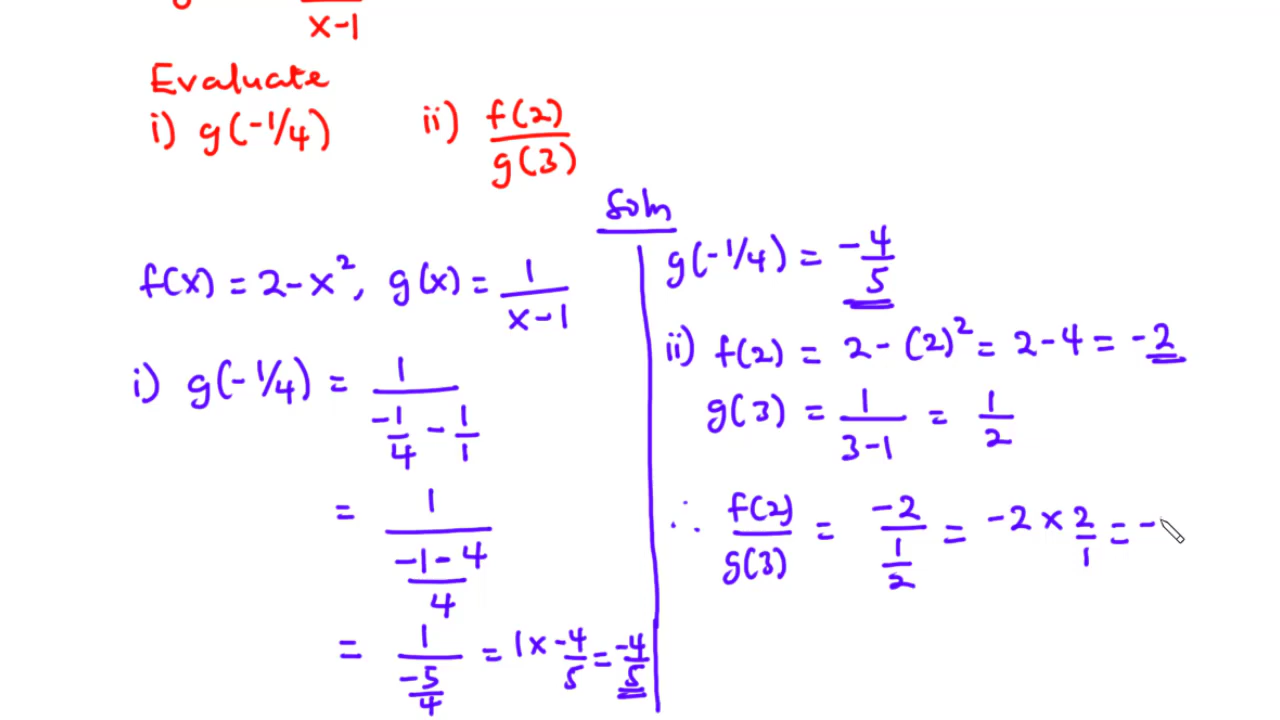 x-1
Evaluate
i) g(-1/4) ii) f(2)/g(3)
Soln
f(x) = 2-x², g(x) = 1/(x-1)
i) g(-1/4) = 1/(-1/4 - 1/1)
= 1/((-1-4)/4)
= 1/(-5/4) = 1 x -4/5 = -4/5
g(-1/4) = -4/5
ii) f(2) = 2-(2)² = 2-4 = -2
g(3) = 1/(3-1) = 1/2
∴ f(2)/g(3) = -2/(1/2) = -2 x 2/1 = -